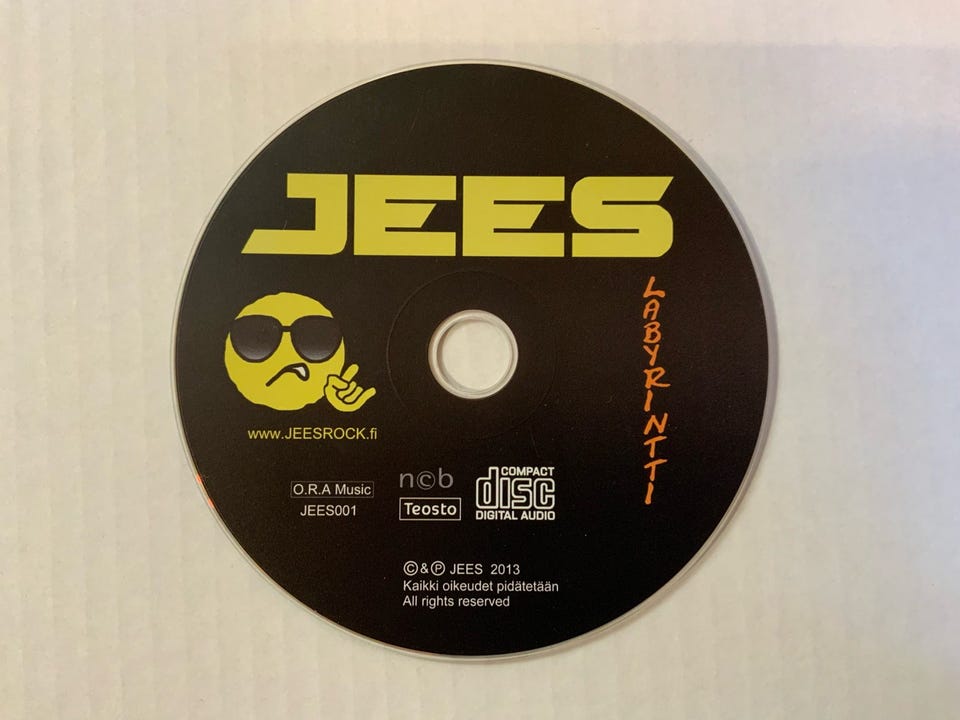 JEES
LABYRINTTI
www.JEESROCK.fi
O.R.A Music
JEES001
n©b
Teosto
COMPACT
disc
DIGITAL AUDIO
©&℗ JEES 2013
Kaikki oikeudet pidätetään
All rights reserved